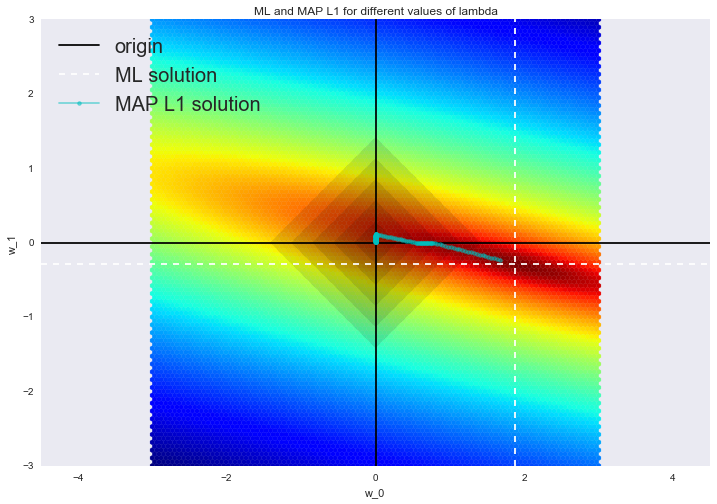 ML and MAP L1 for different values of lambda
origin
ML solution
MAP L1 solution
3
2
1
0
−1
−2
−3
w_1
−4
−2
0
2
4
w_0